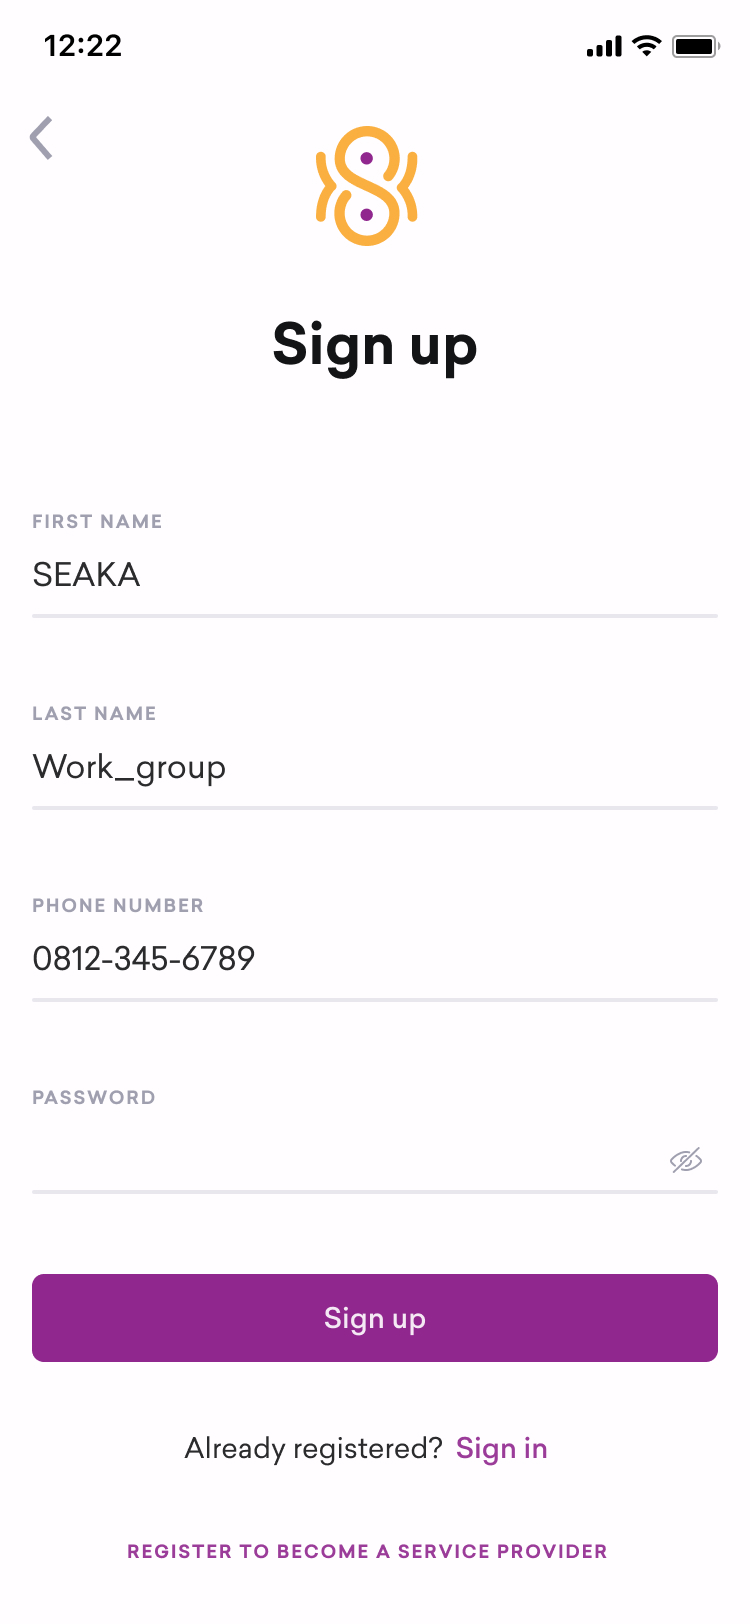 12:22
Sign up
FIRST NAME
SEAKA
LAST NAME
Work_group
PHONE NUMBER
0812-345-6789
PASSWORD
Sign up
Already registered? Sign in
REGISTER TO BECOME A SERVICE PROVIDER